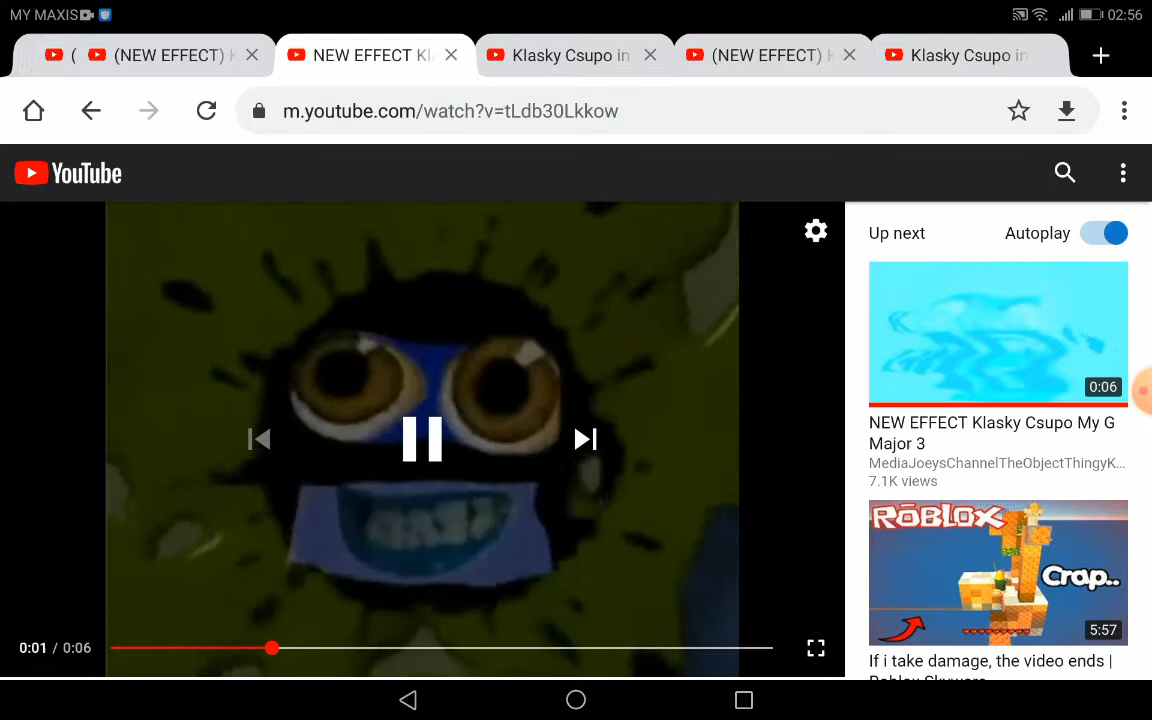 MY MAXIS
02:56
(
(NEW EFFECT) K
NEW EFFECT Kl
Klasky Csupo in
(NEW EFFECT) K
Klasky Csupo in
m.youtube.com/watch?v=tLdb30Lkkow
YouTube
Up next
Autoplay
0:06
NEW EFFECT Klasky Csupo My G
Major 3
MediaJoeysChannelTheObjectThingyK...
7.1K views
ROBLOX
Crap..
5:57
If i take damage, the video ends |
0:01 / 0:06